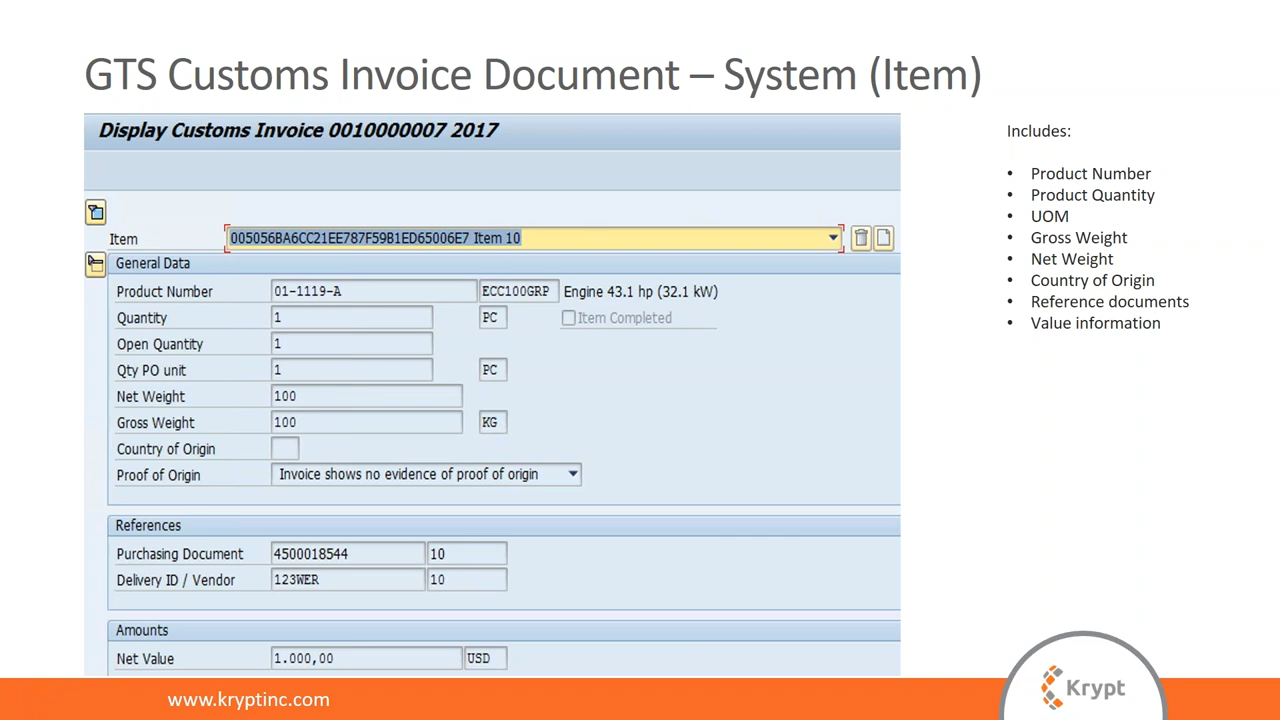 GTS Customs Invoice Document – System (Item)
Display Customs Invoice 0010000007 2017
Item 005056BA6CC21EE787F59B1ED65006E7 Item 10
General Data
Product Number 01-1119-A ECC100GRP Engine 43.1 hp (32.1 kW)
Quantity 1 PC Item Completed
Open Quantity 1
Qty PO unit 1 PC
Net Weight 100
Gross Weight 100 KG
Country of Origin
Proof of Origin Invoice shows no evidence of proof of origin
References
Purchasing Document 4500018544 10
Delivery ID / Vendor 123WER 10
Amounts
Net Value 1.000,00 USD
Includes:
• Product Number
• Product Quantity
• UOM
• Gross Weight
• Net Weight
• Country of Origin
• Reference documents
• Value information
www.kryptinc.com
Krypt